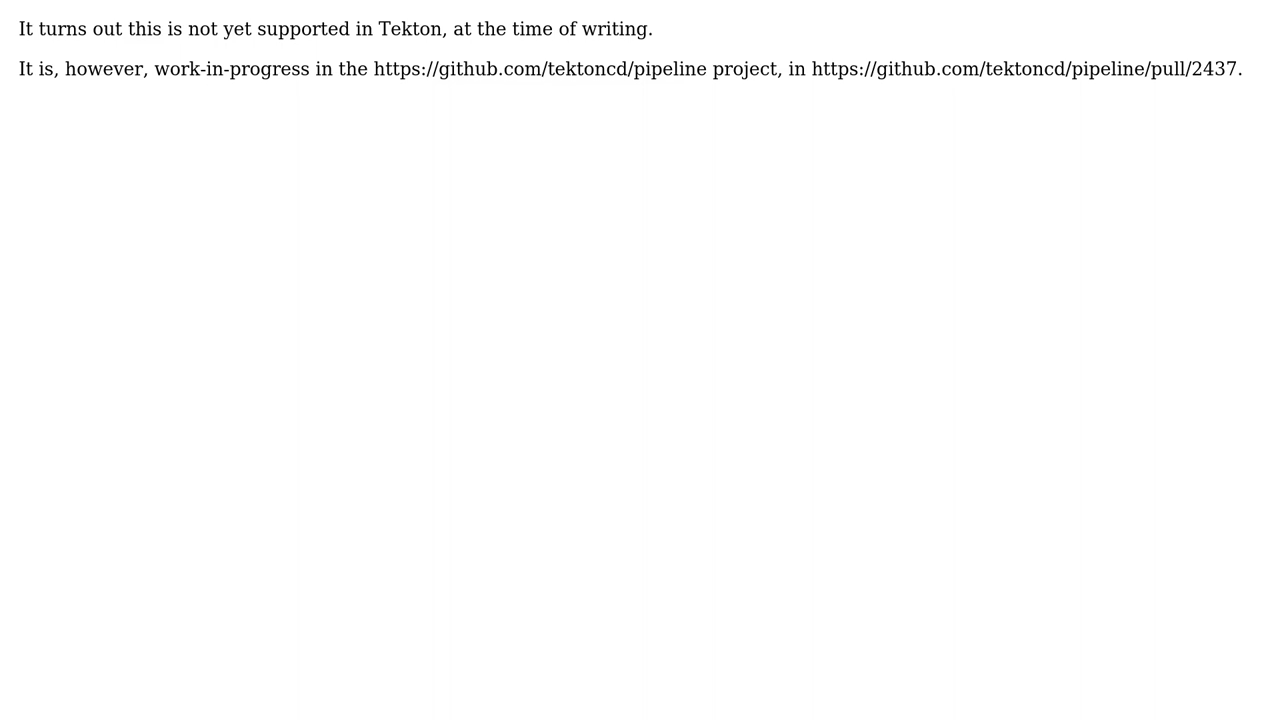 It turns out this is not yet supported in Tekton, at the time of writing.
It is, however, work-in-progress in the https://github.com/tektoncd/pipeline project, in https://github.com/tektoncd/pipeline/pull/2437.